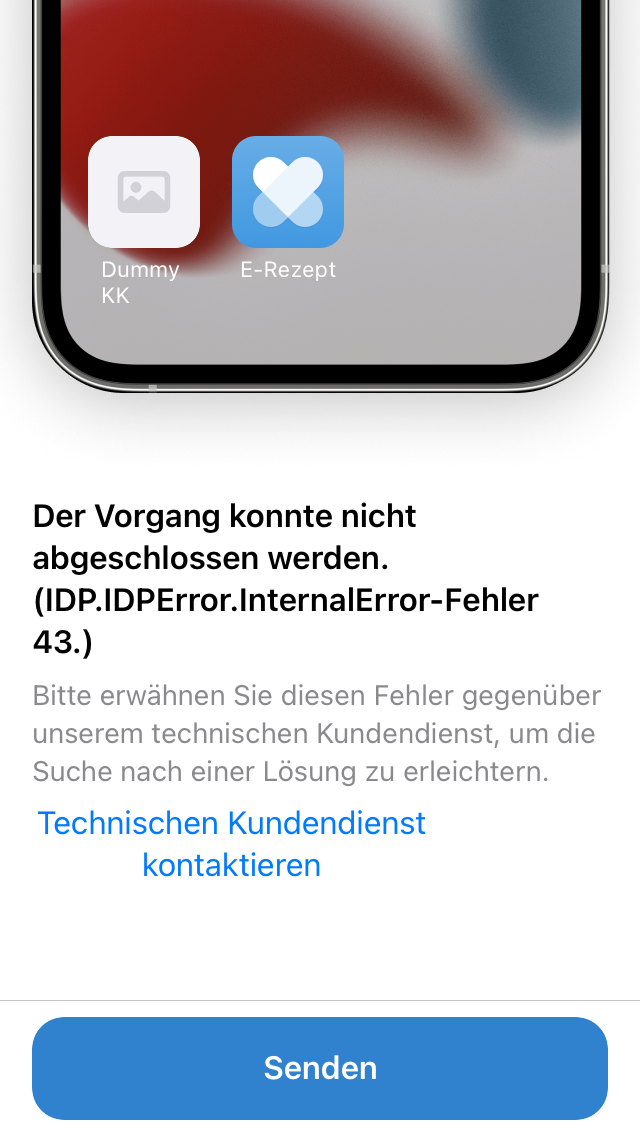 Dummy
KK
E-Rezept
Der Vorgang konnte nicht
abgeschlossen werden.
(IDP.IDPError.InternalError-Fehler
43.)
Bitte erwähnen Sie diesen Fehler gegenüber
unserem technischen Kundendienst, um die
Suche nach einer Lösung zu erleichtern.
Technischen Kundendienst
kontaktieren
Senden